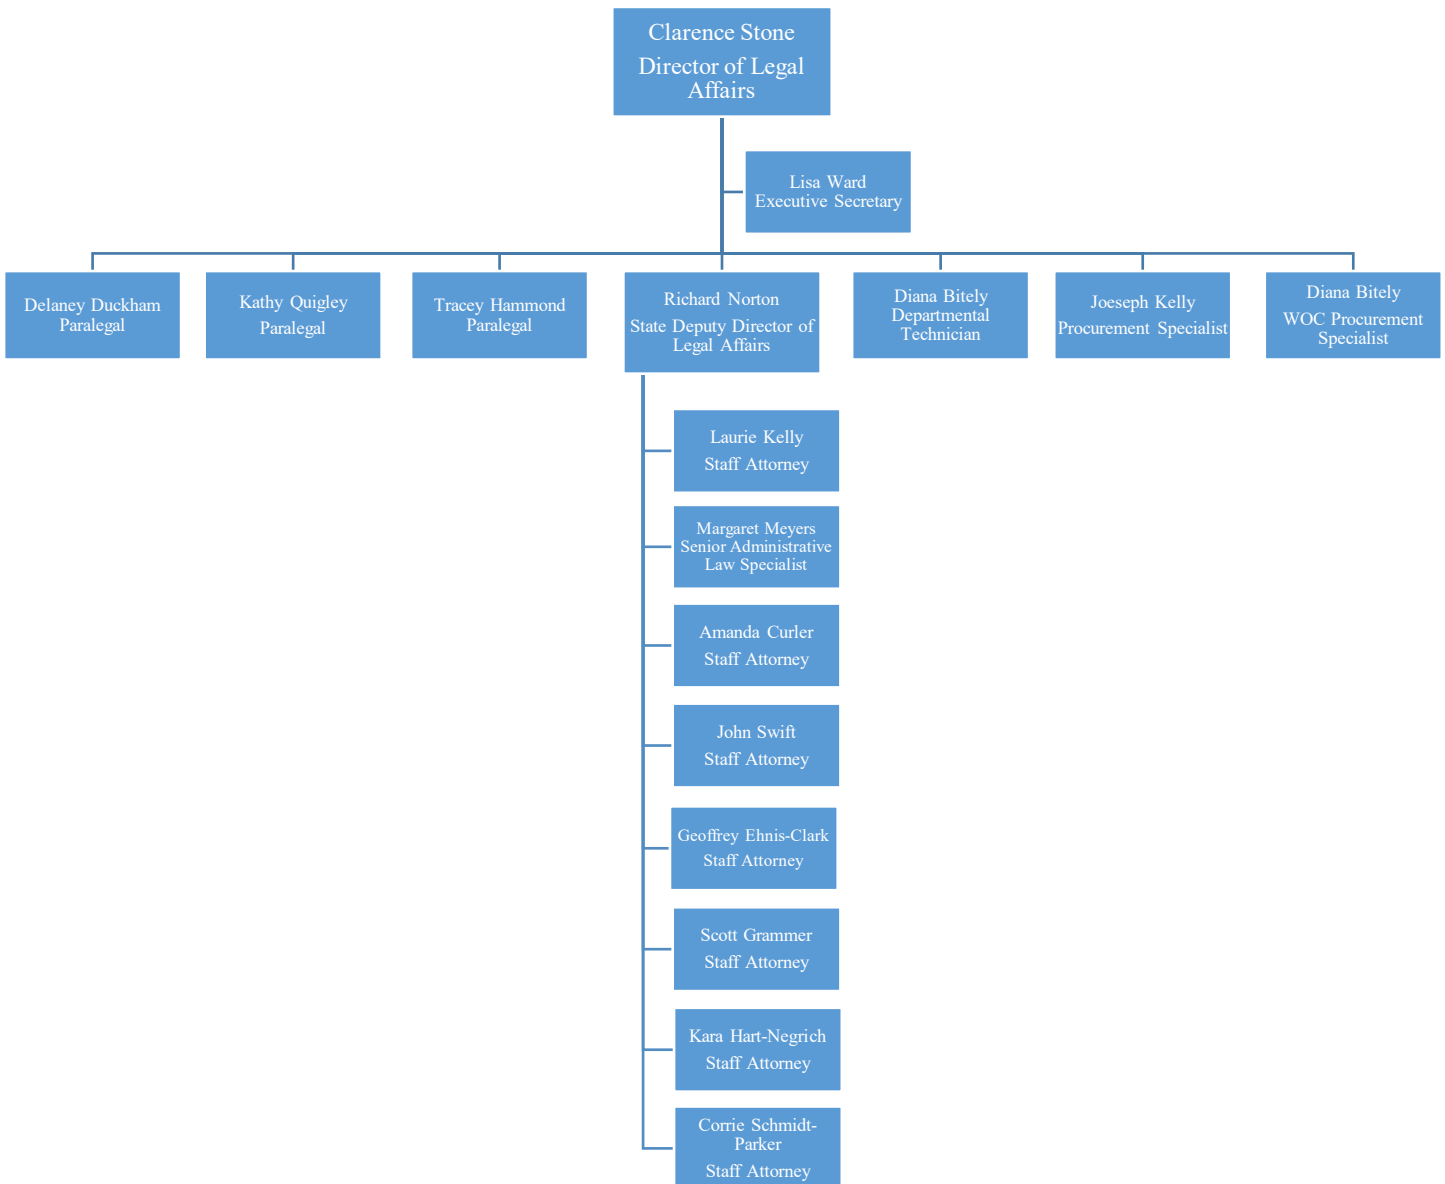 Clarence Stone
Director of Legal
Affairs
Lisa Ward
Executive Secretary
Delaney Duckham
Paralegal
Kathy Quigley
Paralegal
Tracey Hammond
Paralegal
Richard Norton
State Deputy Director of
Legal Affairs
Diana Bitely
Departmental
Technician
Joeseph Kelly
Procurement Specialist
Diana Bitely
WOC Procurement
Specialist
Laurie Kelly
Staff Attorney
Margaret Meyers
Senior Administrative
Law Specialist
Amanda Curler
Staff Attorney
John Swift
Staff Attorney
Geoffrey Ehnis-Clark
Staff Attorney
Scott Grammer
Staff Attorney
Kara Hart-Negrich
Staff Attorney
Corrie Schmidt-
Parker
Staff Attorney